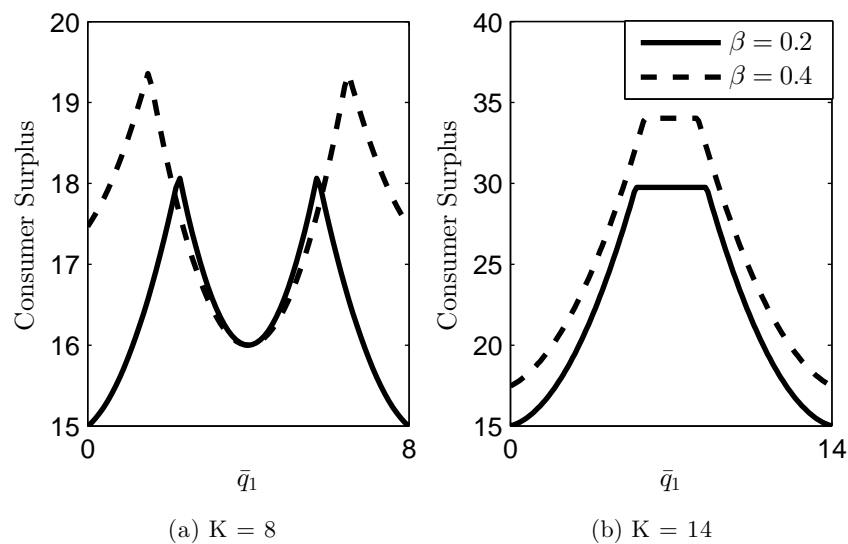 20
19
18
17
16
15
Consumer Surplus
0
8
q̄₁
(a) K = 8
40
35
30
25
20
15
Consumer Surplus
0
14
q̄₁
β = 0.2
β = 0.4
(b) K = 14